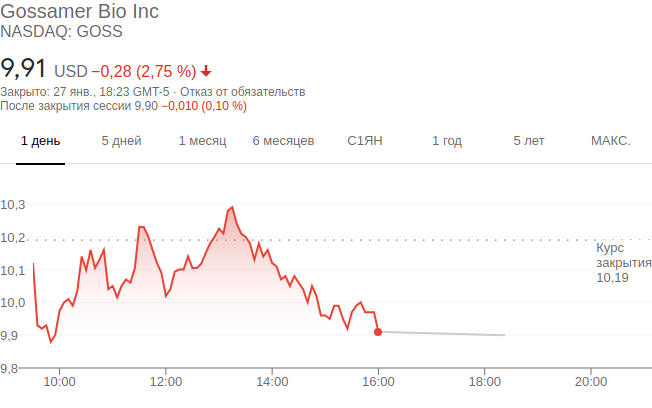 Gossamer Bio Inc
NASDAQ: GOSS
9,91 USD −0,28 (2,75 %)
Закрыто: 27 янв., 18:23 GMT-5 · Отказ от обязательств
После закрытия сессии 9,90 −0,010 (0,10 %)
1 день 5 дней 1 месяц 6 месяцев С1ЯН 1 год 5 лет МАКС.
10,3
10,2
Курс
закрытия
10,19
10,1
10,0
9,9
9,8
10:00 12:00 14:00 16:00 18:00 20:00